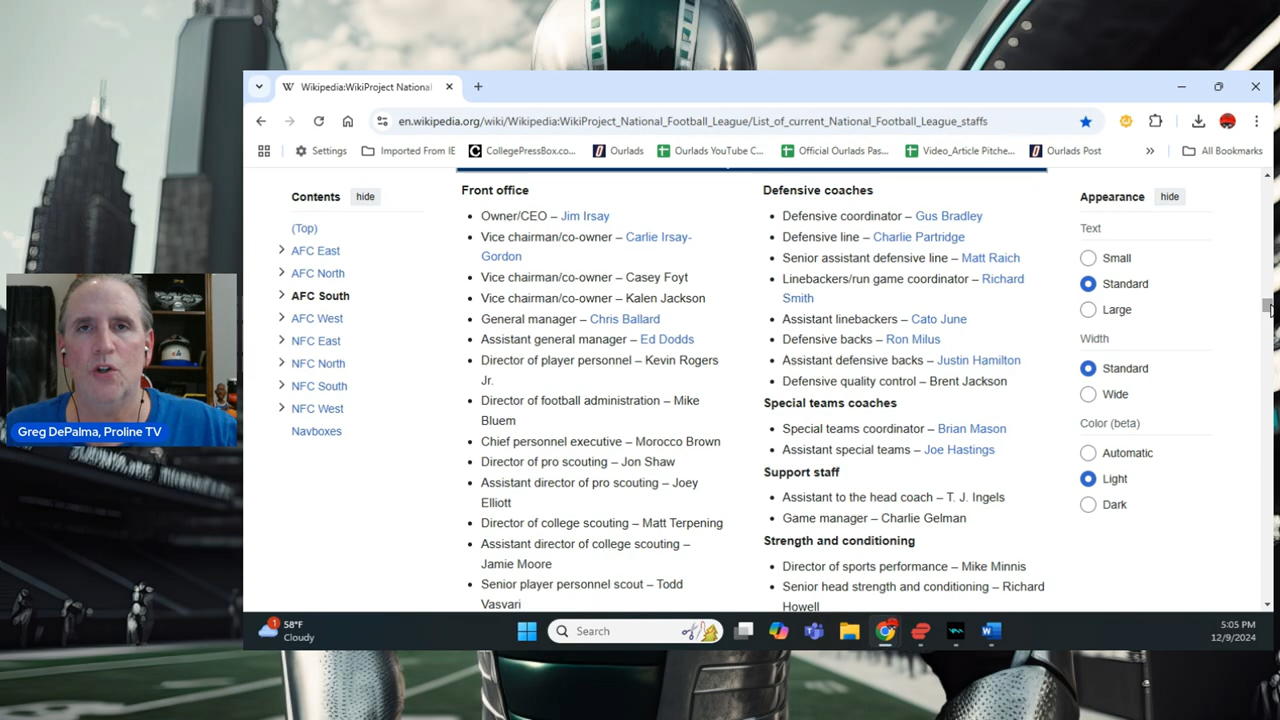 Wikipedia:WikiProject National
en.wikipedia.org/wiki/Wikipedia:WikiProject_National_Football_League/List_of_current_National_Football_League_staffs
Settings
Imported From IE
CollegePressBox.co...
Ourlads
Ourlads YouTube C...
Official Ourlads Pas...
Video_Article Pitche...
Ourlads Post
All Bookmarks
Contents
hide
(Top)
AFC East
AFC North
AFC South
AFC West
NFC East
NFC North
NFC South
NFC West
Navboxes
Front office
Owner/CEO – Jim Irsay
Vice chairman/co-owner – Carlie Irsay-
Gordon
Vice chairman/co-owner – Casey Foyt
Vice chairman/co-owner – Kalen Jackson
General manager – Chris Ballard
Assistant general manager – Ed Dodds
Director of player personnel – Kevin Rogers
Jr.
Director of football administration – Mike
Bluem
Chief personnel executive – Morocco Brown
Director of pro scouting – Jon Shaw
Assistant director of pro scouting – Joey
Elliott
Director of college scouting – Matt Terpening
Assistant director of college scouting –
Jamie Moore
Senior player personnel scout – Todd
Vasvari
Defensive coaches
Defensive coordinator – Gus Bradley
Defensive line – Charlie Partridge
Senior assistant defensive line – Matt Raich
Linebackers/run game coordinator – Richard
Smith
Assistant linebackers – Cato June
Defensive backs – Ron Milus
Assistant defensive backs – Justin Hamilton
Defensive quality control – Brent Jackson
Special teams coaches
Special teams coordinator – Brian Mason
Assistant special teams – Joe Hastings
Support staff
Assistant to the head coach – T. J. Ingels
Game manager – Charlie Gelman
Strength and conditioning
Director of sports performance – Mike Minnis
Senior head strength and conditioning – Richard
Howell
Appearance
hide
Text
Small
Standard
Large
Width
Standard
Wide
Color (beta)
Automatic
Light
Dark
Greg DePalma, Proline TV
1
58°F
Cloudy
Search
5:05 PM
12/9/2024